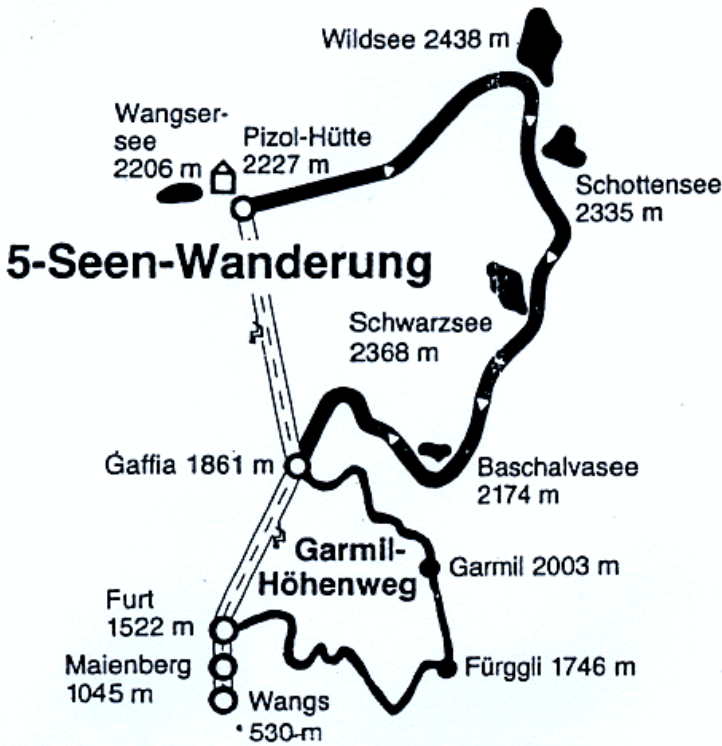 Wildsee 2438 m
Wangser-
see
2206 m
Pizol-Hütte
2227 m
Schottensee
2335 m
5-Seen-Wanderung
Schwarzsee
2368 m
Gaffia 1861 m
Baschalvasee
2174 m
Garmil-
Höhenweg
Garmil 2003 m
Furt
1522 m
Maienberg
1045 m
Fürggli 1746 m
Wangs
530 m